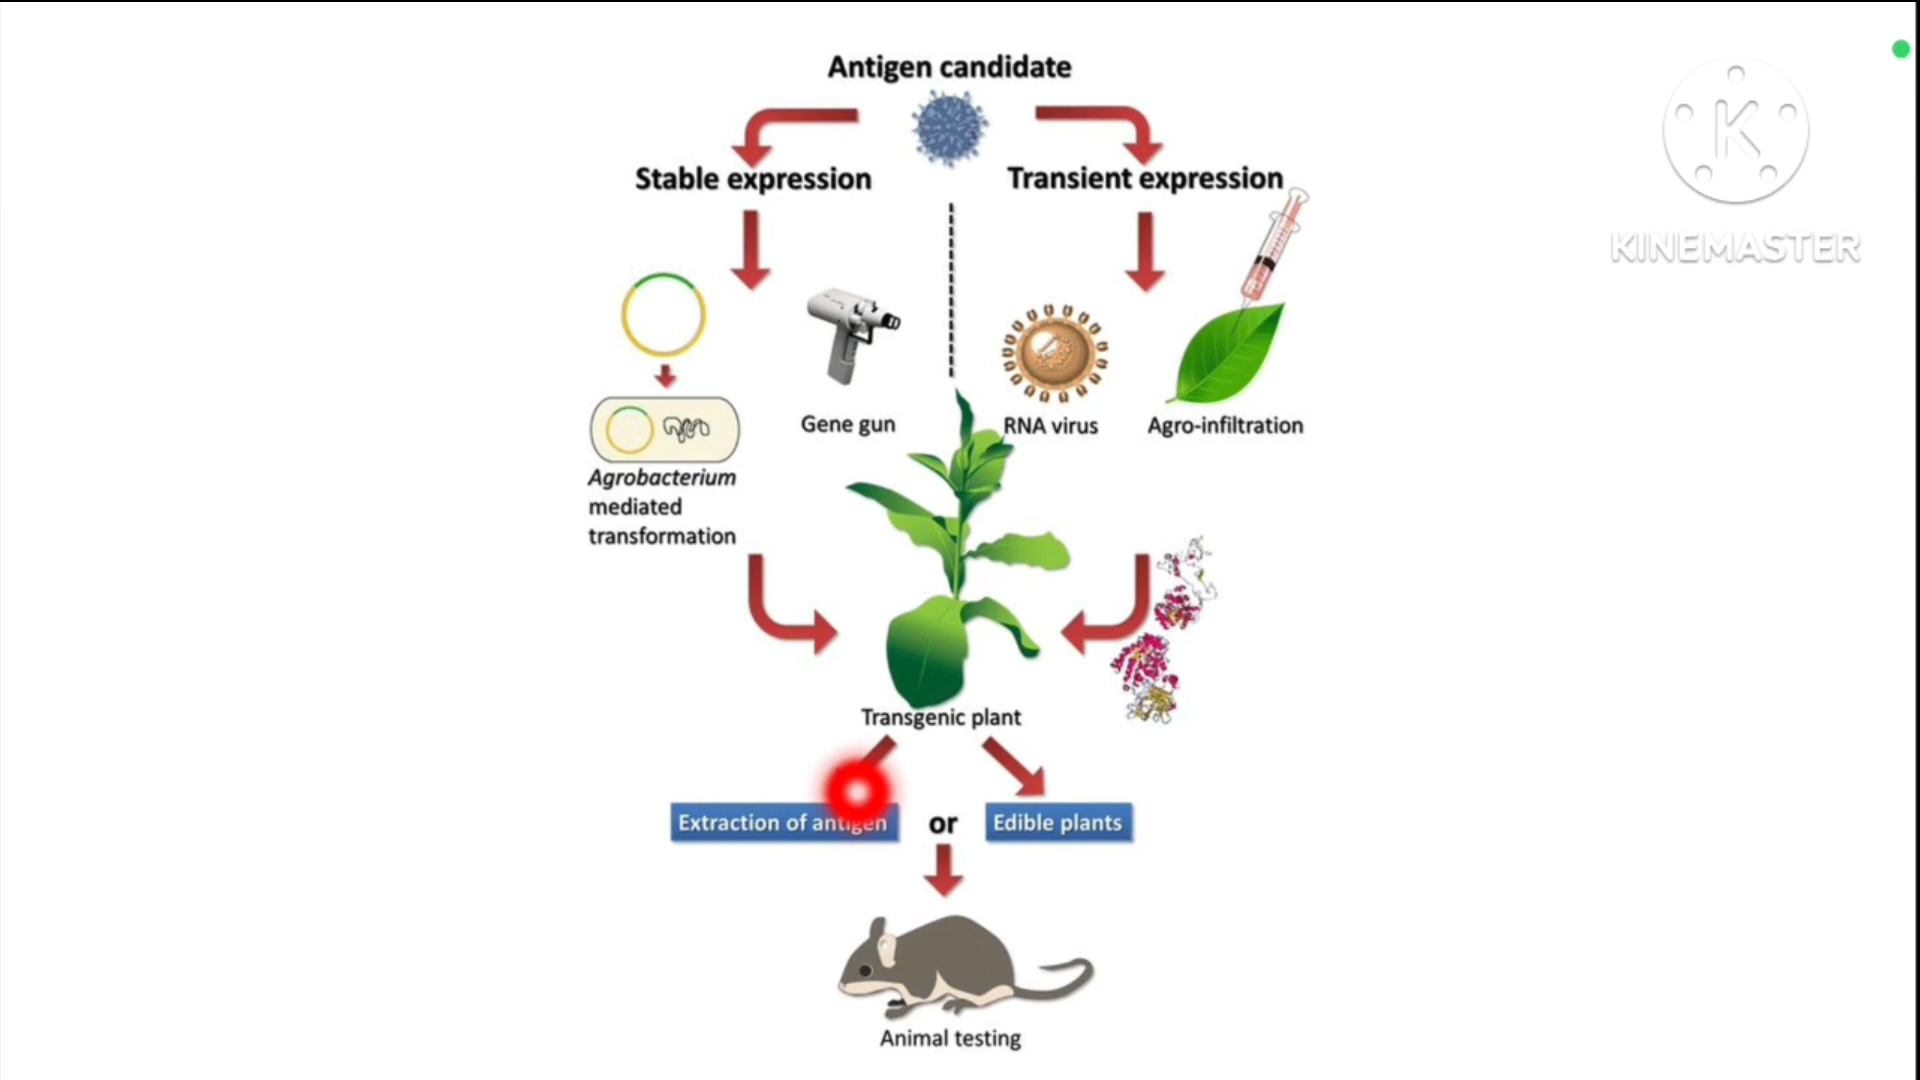 Antigen candidate
Stable expression
Transient expression
KINEMASTER
Gene gun
RNA virus
Agro-infiltration
Agrobacterium
mediated
transformation
Transgenic plant
Extraction of antigen
or
Edible plants
Animal testing